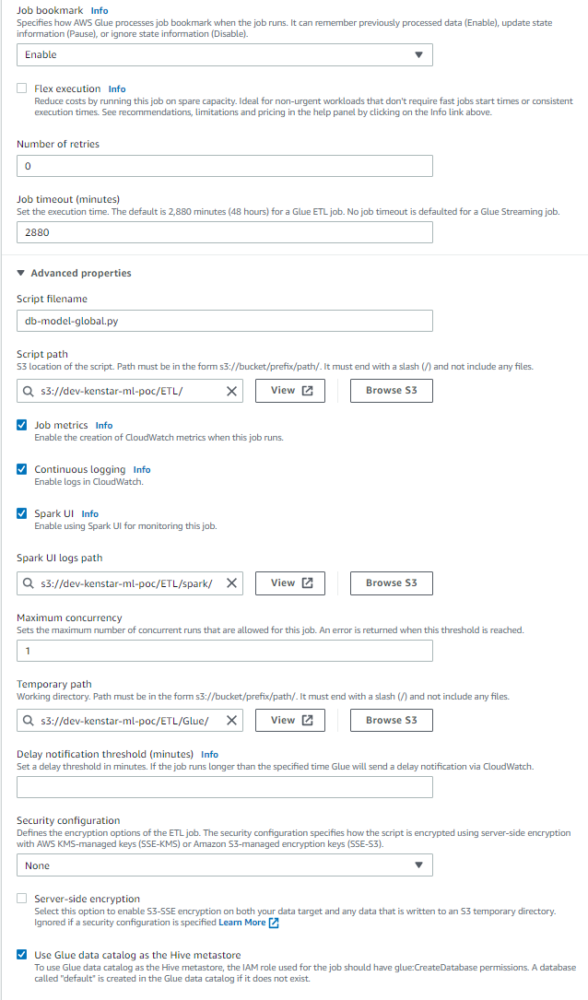 Job bookmark Info
Specifies how AWS Glue processes job bookmark when the job runs. It can remember previously processed data (Enable), update state
information (Pause), or ignore state information (Disable).
Enable
Flex execution Info
Reduce costs by running this job on spare capacity. Ideal for non-urgent workloads that don't require fast jobs start times or consistent
execution times. See recommendations, limitations and pricing in the help panel by clicking on the Info link above.
Number of retries
0
Job timeout (minutes)
Set the execution time. The default is 2,880 minutes (48 hours) for a Glue ETL job. No job timeout is defaulted for a Glue Streaming job.
2880
Advanced properties
Script filename
db-model-global.py
Script path
S3 location of the script. Path must be in the form s3://bucket/prefix/path/. It must end with a slash (/) and not include any files.
s3://dev-kenstar-ml-poc/ETL/ View Browse S3
Job metrics Info
Enable the creation of CloudWatch metrics when this job runs.
Continuous logging Info
Enable logs in CloudWatch.
Spark UI Info
Enable using Spark UI for monitoring this job.
Spark UI logs path
s3://dev-kenstar-ml-poc/ETL/spark/ View Browse S3
Maximum concurrency
Sets the maximum number of concurrent runs that are allowed for this job. An error is returned when this threshold is reached.
1
Temporary path
Working directory. Path must be in the form s3://bucket/prefix/path/. It must end with a slash (/) and not include any files.
s3://dev-kenstar-ml-poc/ETL/Glue/ View Browse S3
Delay notification threshold (minutes) Info
Set a delay threshold in minutes. If the job runs longer than the specified time Glue will send a delay notification via CloudWatch.
Security configuration
Defines the encryption options of the ETL job. The security configuration specifies how the script is encrypted using server-side encryption
with AWS KMS-managed keys (SSE-KMS) or Amazon S3-managed encryption keys (SSE-S3).
None
Server-side encryption
Select this option to enable S3-SSE encryption on both your data target and any data that is written to an S3 temporary directory.
Ignored if a security configuration is specified Learn More
Use Glue data catalog as the Hive metastore
To use Glue data catalog as the Hive metastore, the IAM role used for the job should have glue:CreateDatabase permissions. A database
called "default" is created in the Glue data catalog if it does not exist.